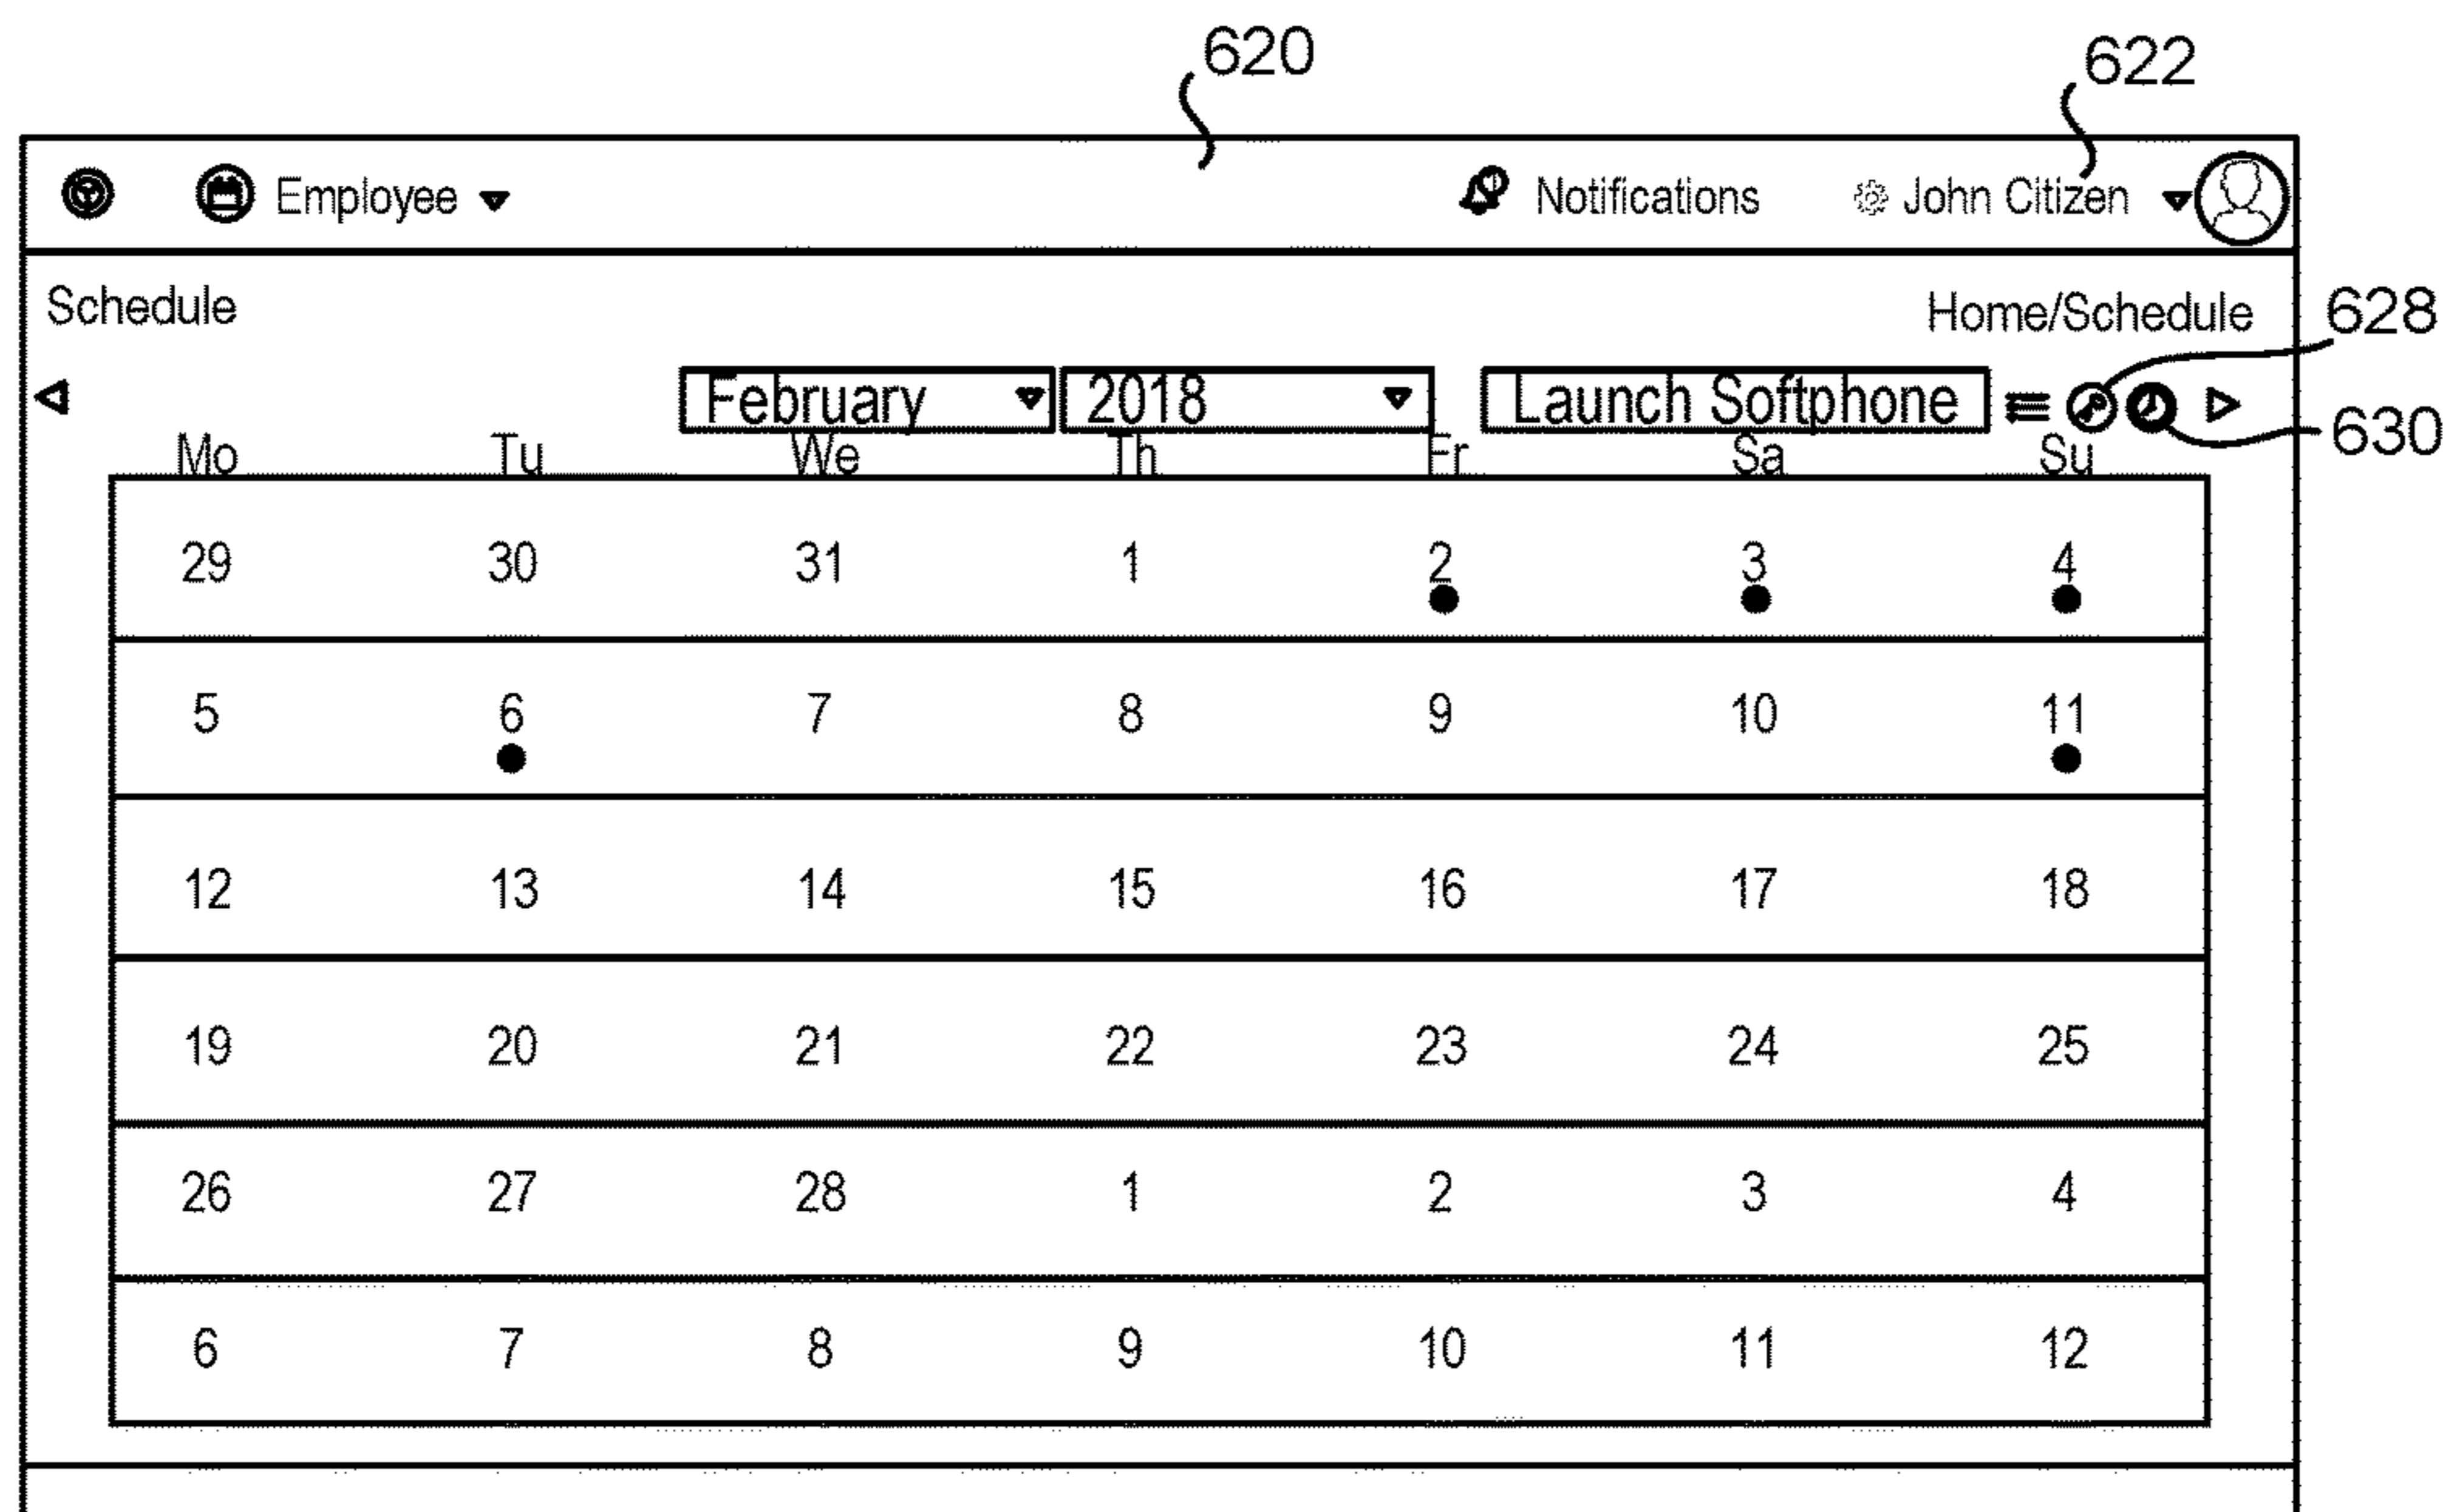 620
622
Employee Notifications John Citizen
Schedule Home/Schedule 628
February 2018 Launch Softphone
630
Mo Tu We Th Fr Sa Su
29 30 31 1 2 3 4
5 6 7 8 9 10 11
12 13 14 15 16 17 18
19 20 21 22 23 24 25
26 27 28 1 2 3 4
6 7 8 9 10 11 12